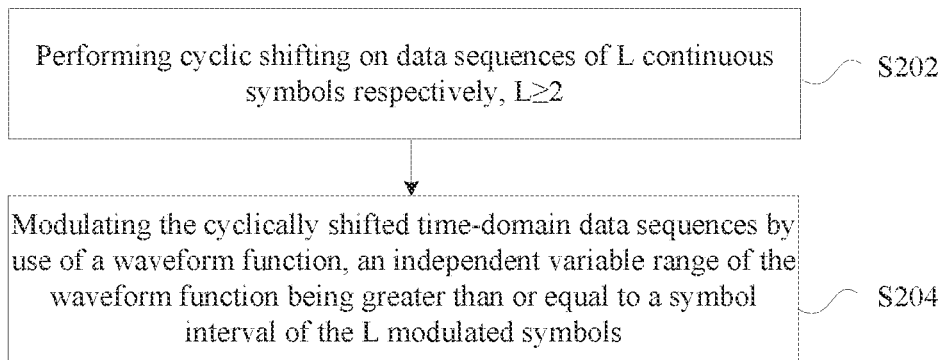 Performing cyclic shifting on data sequences of L continuous
symbols respectively, L≥2
S202
Modulating the cyclically shifted time-domain data sequences by
use of a waveform function, an independent variable range of the
waveform function being greater than or equal to a symbol
interval of the L modulated symbols
S204